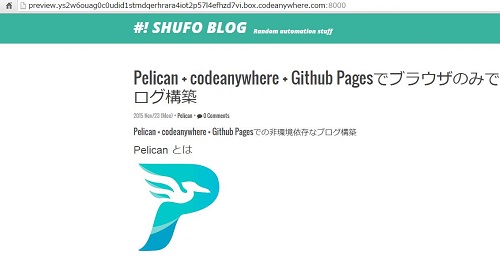 preview.ys2w6ouag0c0udid1stmdqerhrara4iot2p57l4efhzd7vi.box.codeanywhere.com:8000
#! SHUFO BLOG Random automation stuff
Pelican + codeanywhere + Github Pagesでブラウザのみで
ログ構築
2015 Nov/23 (Mon) • Pelican • 0 Comments
Pelican + codeanywhere + Github Pagesでの非環境依存なブログ構築
Pelican とは